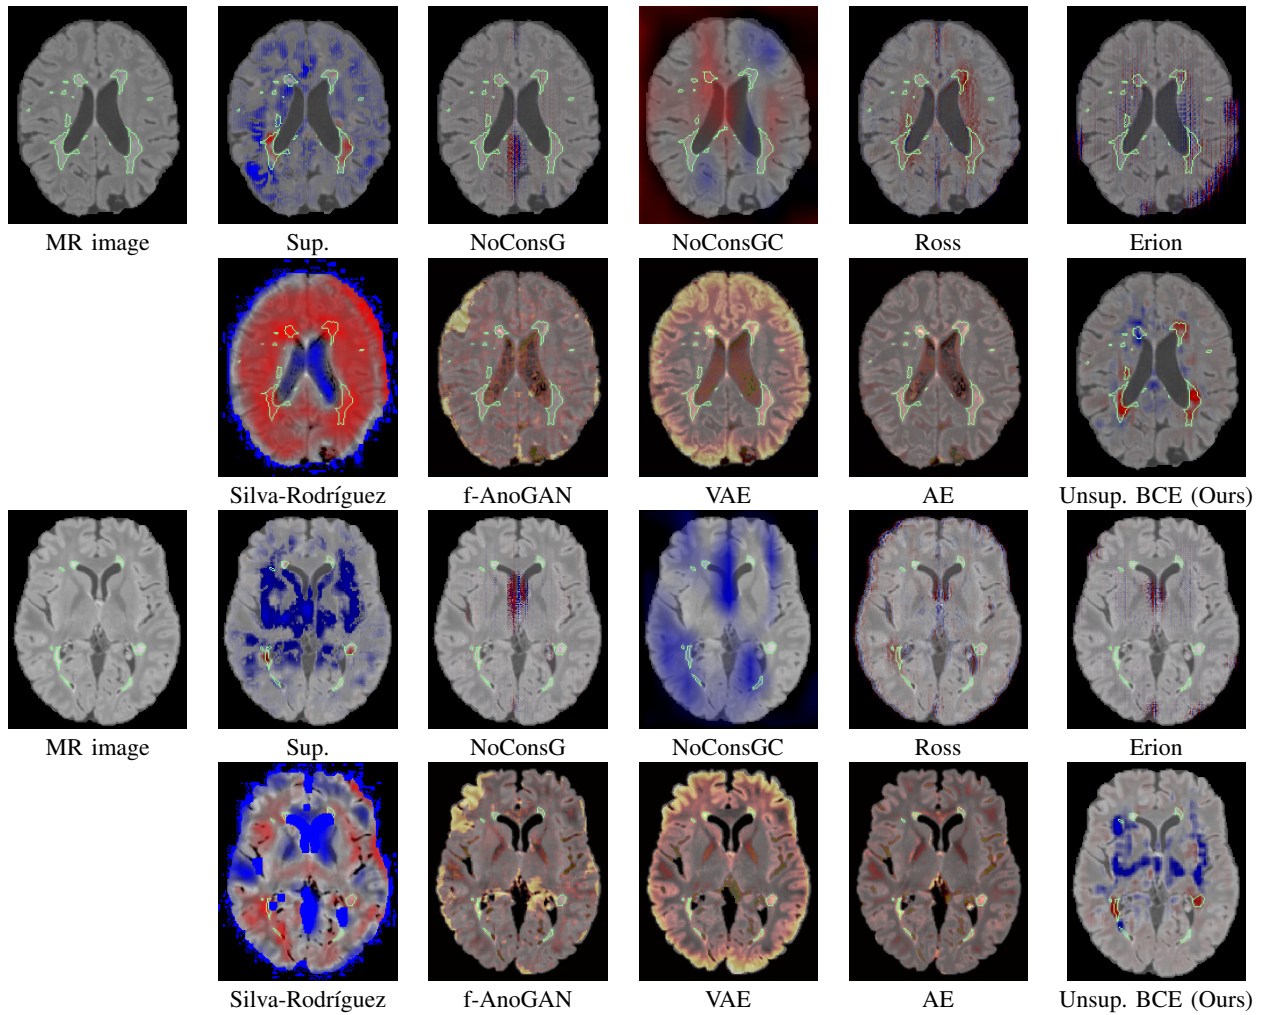 MR image Sup. NoConsG NoConsGC Ross Erion
Silva-Rodríguez f-AnoGAN VAE AE Unsup. BCE (Ours)
MR image Sup. NoConsG NoConsGC Ross Erion
Silva-Rodríguez f-AnoGAN VAE AE Unsup. BCE (Ours)